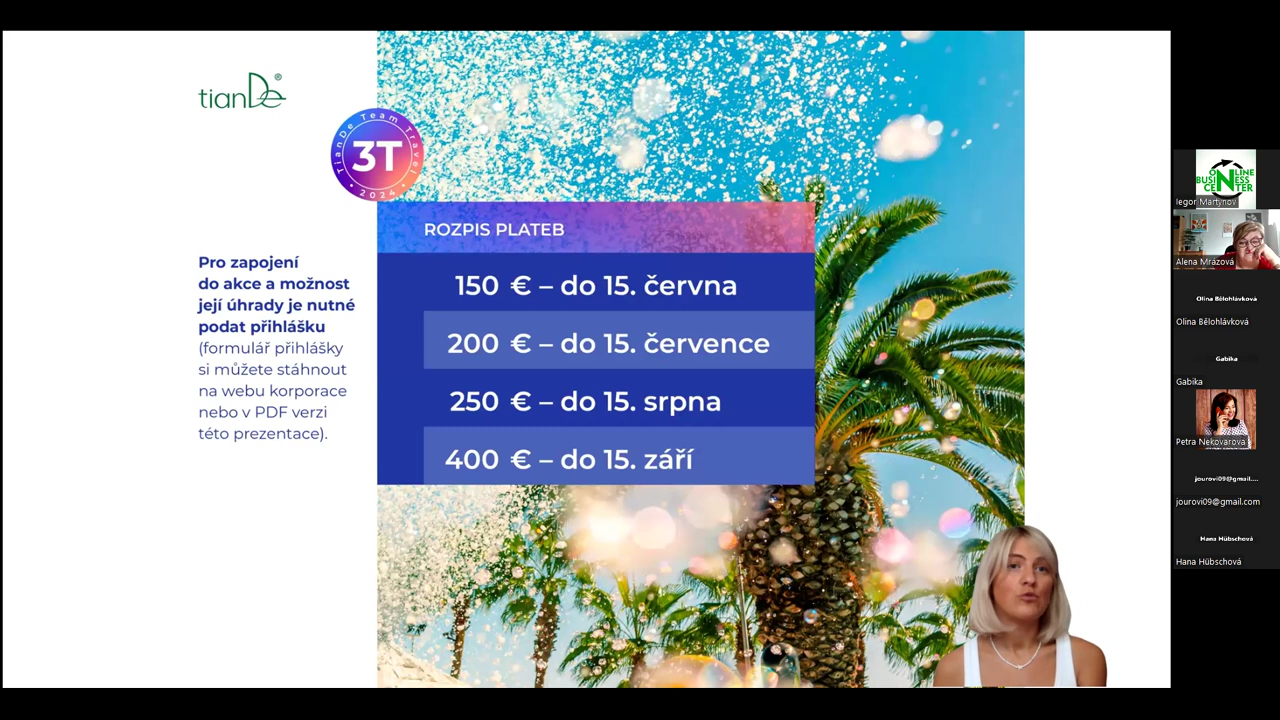 tianDe®
TianDe Team Travel
3T
• 2024 •
ROZPIS PLATEB
150 € – do 15. června
200 € – do 15. července
250 € – do 15. srpna
400 € – do 15. září
Pro zapojení
do akce a možnost
její úhrady je nutné
podat přihlášku
(formulář přihlášky
si můžete stáhnout
na webu korporace
nebo v PDF verzi
této prezentace).
ONLINE
BUSINESS
CENTER
Iegor Martynov
Alena Mrázová
Olina Bělohlávková
Olina Bělohlávková
Gabika
Gabika
Petra Nekovářová
jourovi09@gmail....
jourovi09@gmail.com
Hana Hübschová
Hana Hübschová